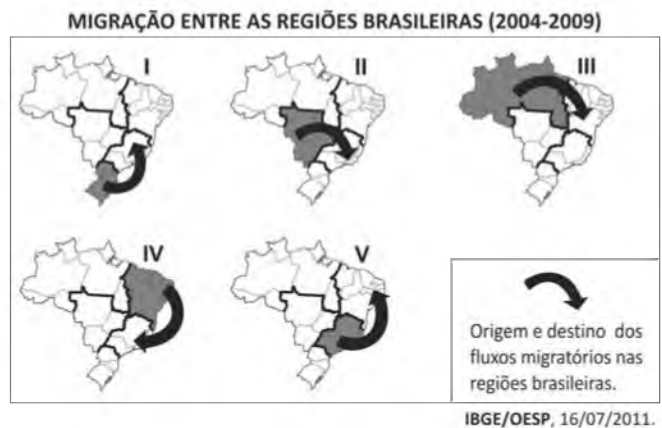 MIGRAÇÃO ENTRE AS REGIÕES BRASILEIRAS (2004-2009)
I
II
III
IV
V
Origem e destino dos
fluxos migratórios nas
regiões brasileiras.
IBGE/OESP, 16/07/2011.